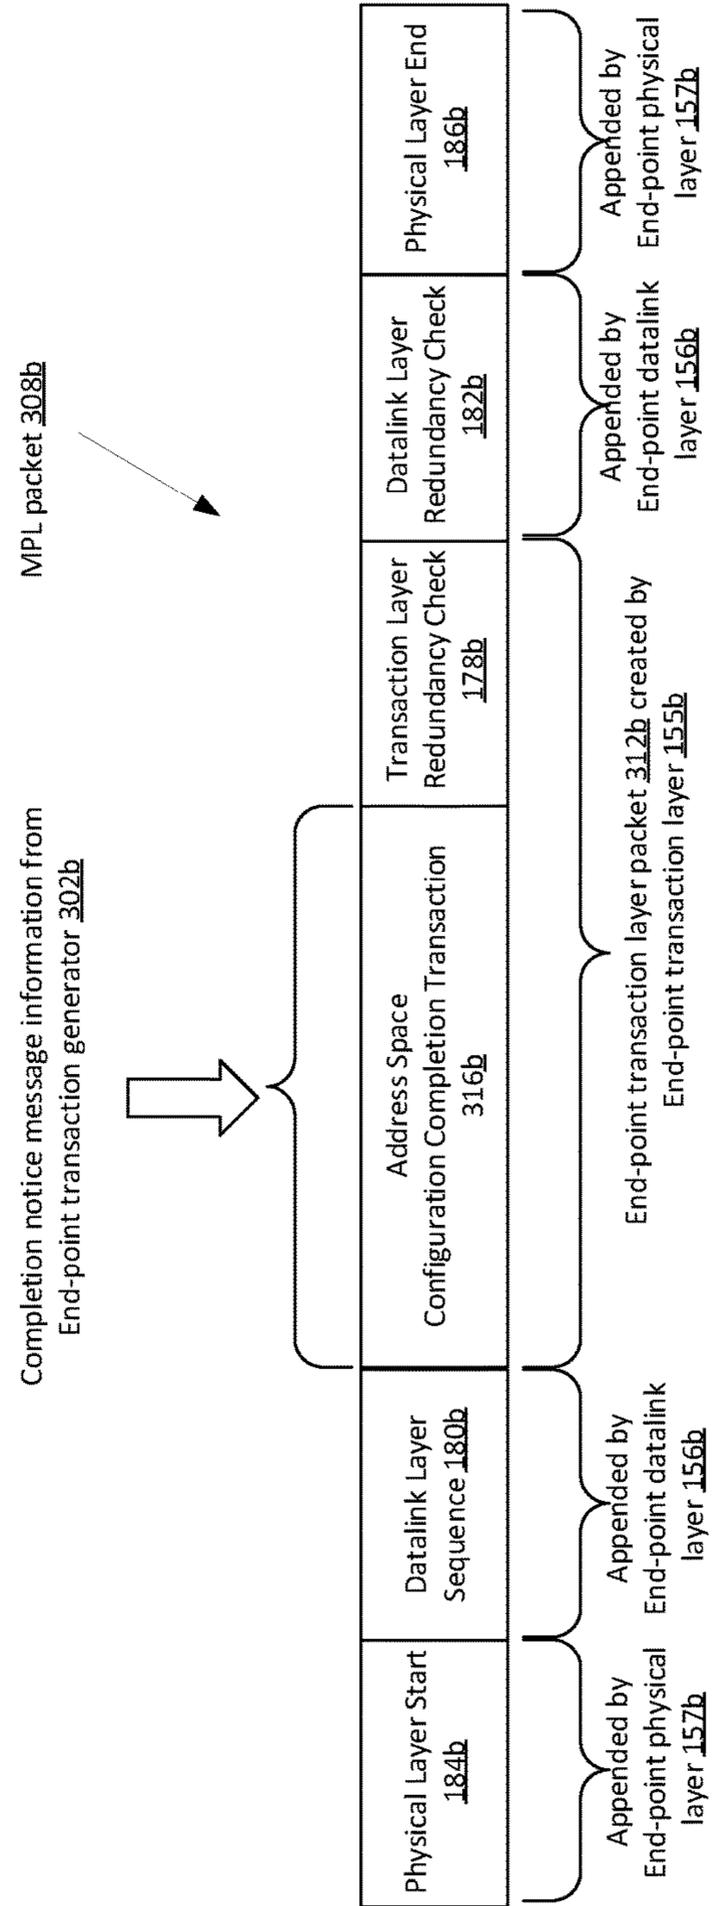 Completion notice message information from
End-point transaction generator 302b
MPL packet 308b
Physical Layer Start
184b
Datalink Layer
Sequence 180b
Address Space
Configuration Completion Transaction
316b
Transaction Layer
Redundancy Check
178b
Datalink Layer
Redundancy Check
182b
Physical Layer End
186b
Appended by
End-point physical
layer 157b
Appended by
End-point datalink
layer 156b
End-point transaction layer packet 312b created by
End-point transaction layer 155b
Appended by
End-point datalink
layer 156b
Appended by
End-point physical
layer 157b